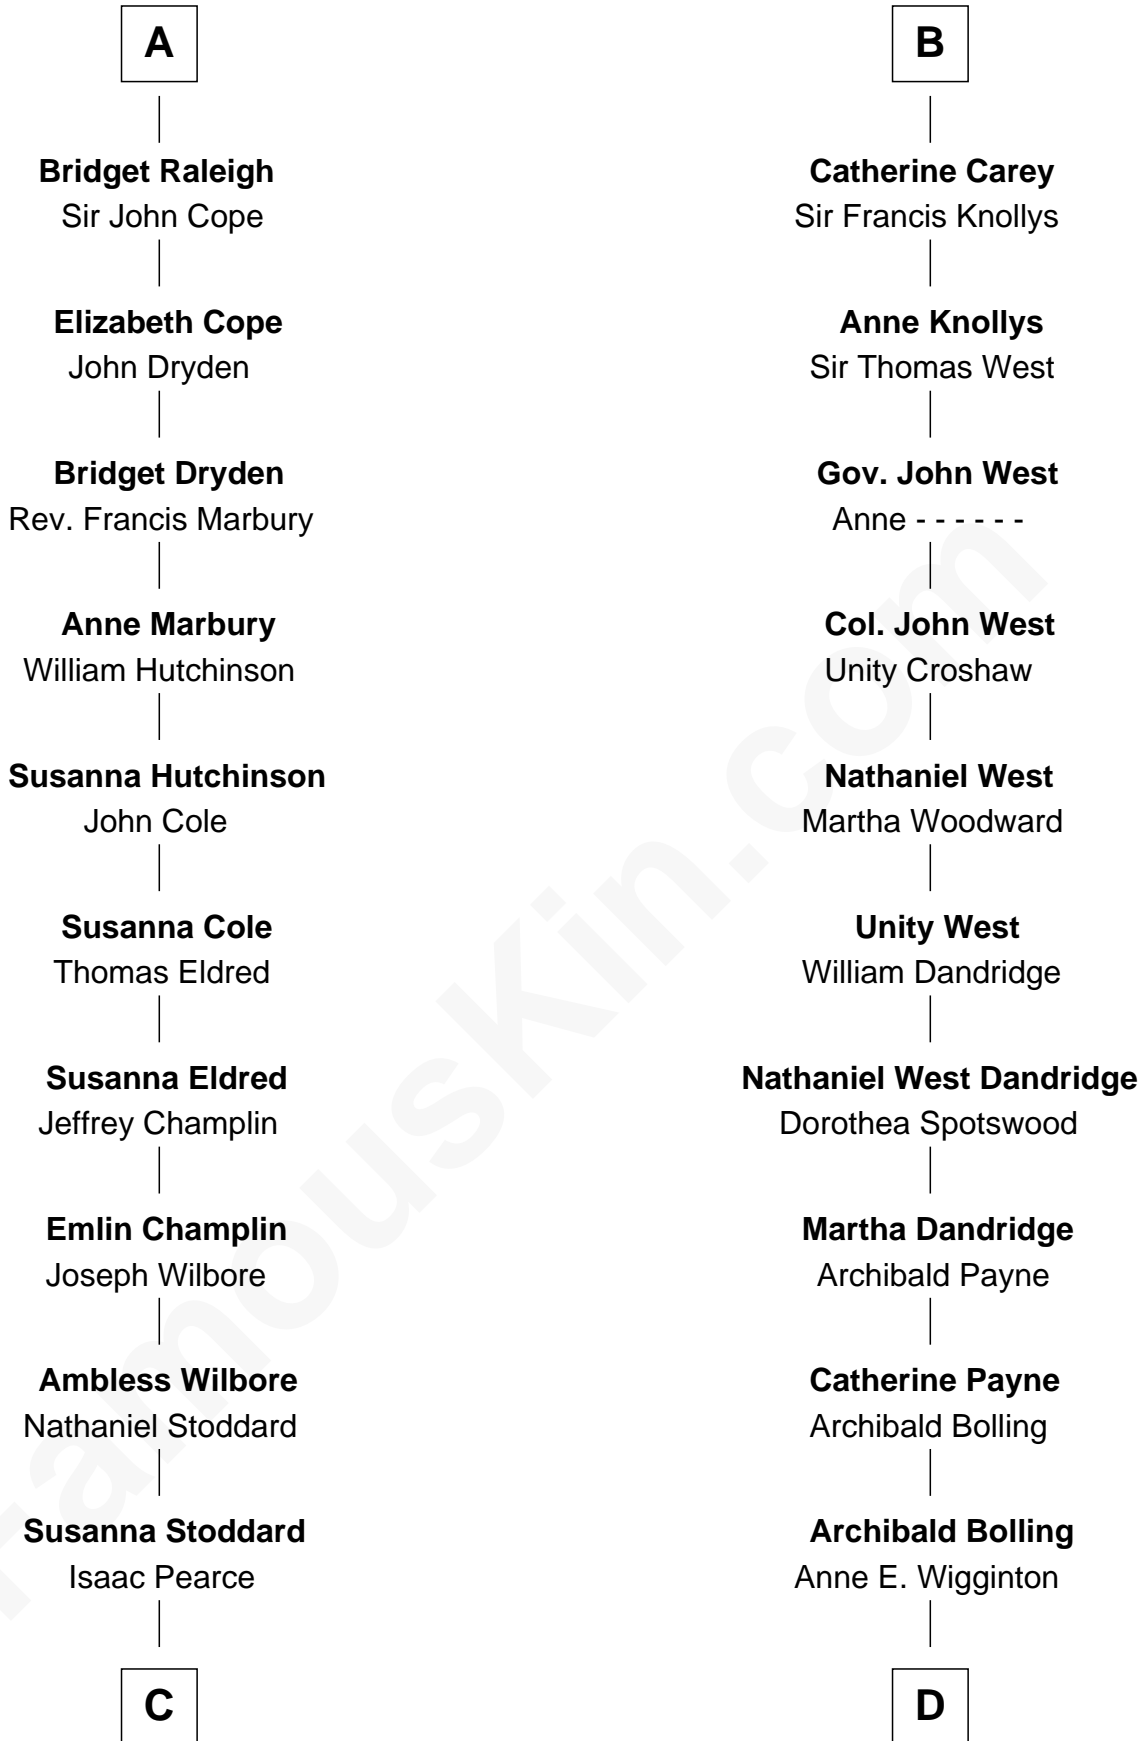 A
Bridget Raleigh
Sir John Cope
Elizabeth Cope
John Dryden
Bridget Dryden
Rev. Francis Marbury
Anne Marbury
William Hutchinson
Susanna Hutchinson
John Cole
Susanna Cole
Thomas Eldred
Susanna Eldred
Jeffrey Champlin
Emlin Champlin
Joseph Wilbore
Ambless Wilbore
Nathaniel Stoddard
Susanna Stoddard
Isaac Pearce
C
B
Catherine Carey
Sir Francis Knollys
Anne Knollys
Sir Thomas West
Gov. John West
Anne - - - - - -
Col. John West
Unity Croshaw
Nathaniel West
Martha Woodward
Unity West
William Dandridge
Nathaniel West Dandridge
Dorothea Spotswood
Martha Dandridge
Archibald Payne
Catherine Payne
Archibald Bolling
Archibald Bolling
Anne E. Wigginton
D
FamousKin.com